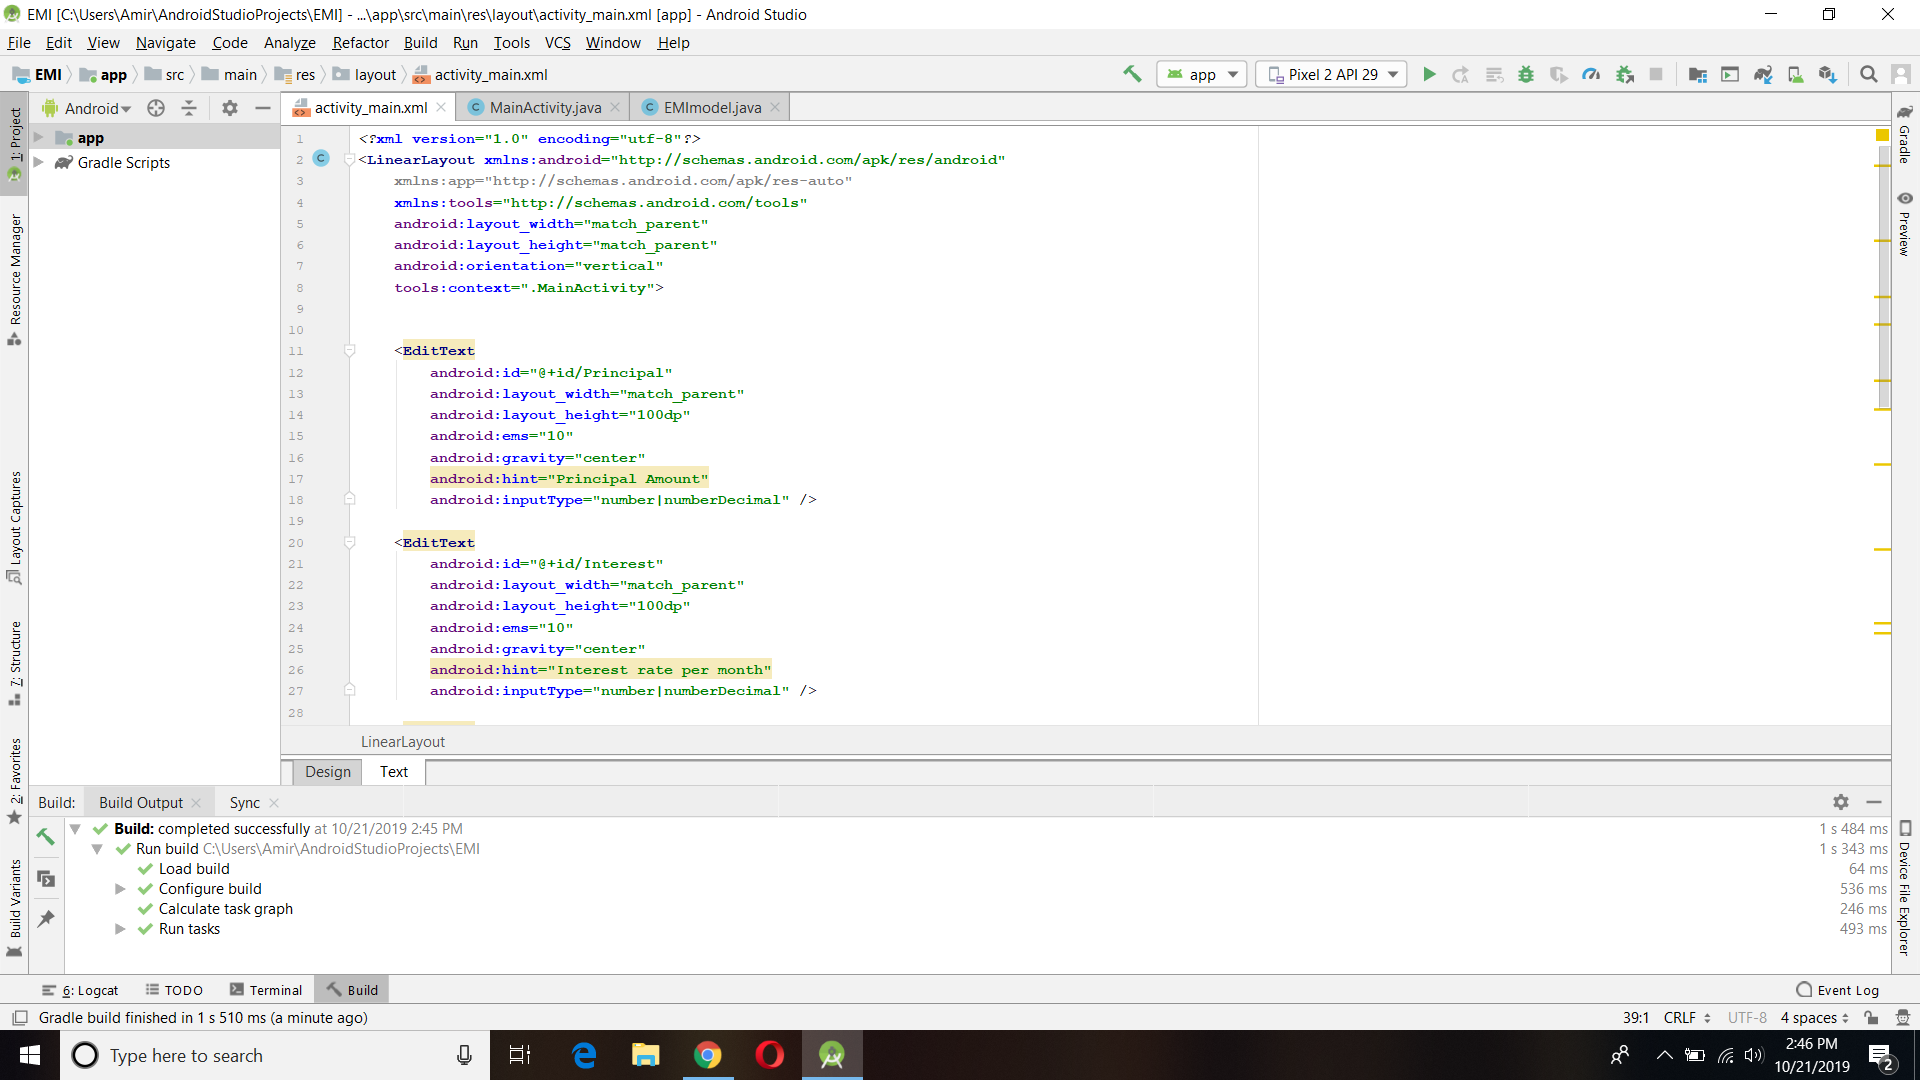 EMI [C:\Users\Amir\AndroidStudioProjects\EMI] - ...\app\src\main\res\layout\activity_main.xml [app] - Android Studio
File Edit View Navigate Code Analyze Refactor Build Run Tools VCS Window Help
EMI app src main res layout activity_main.xml app Pixel 2 API 29
Android activity_main.xml MainActivity.java EMImodel.java
app
Gradle Scripts
1: Project
Resource Manager
Layout Captures
7: Structure
2: Favorites
Build Variants
1 <?xml version="1.0" encoding="utf-8"?>
2 <LinearLayout xmlns:android="http://schemas.android.com/apk/res/android"
3 xmlns:app="http://schemas.android.com/apk/res-auto"
4 xmlns:tools="http://schemas.android.com/tools"
5 android:layout_width="match_parent"
6 android:layout_height="match_parent"
7 android:orientation="vertical"
8 tools:context=".MainActivity">
9
10
11 <EditText
12 android:id="@+id/Principal"
13 android:layout_width="match_parent"
14 android:layout_height="100dp"
15 android:ems="10"
16 android:gravity="center"
17 android:hint="Principal Amount"
18 android:inputType="number|numberDecimal" />
19
20 <EditText
21 android:id="@+id/Interest"
22 android:layout_width="match_parent"
23 android:layout_height="100dp"
24 android:ems="10"
25 android:gravity="center"
26 android:hint="Interest rate per month"
27 android:inputType="number|numberDecimal" />
28
LinearLayout
Design Text
Gradle
Preview
Device File Explorer
Build: Build Output Sync
Build: completed successfully at 10/21/2019 2:45 PM 1 s 484 ms
Run build C:\Users\Amir\AndroidStudioProjects\EMI 1 s 343 ms
Load build 64 ms
Configure build 536 ms
Calculate task graph 246 ms
Run tasks 493 ms
6: Logcat TODO Terminal Build Event Log
Gradle build finished in 1 s 510 ms (a minute ago) 39:1 CRLF UTF-8 4 spaces
Type here to search
2:46 PM
10/21/2019
2